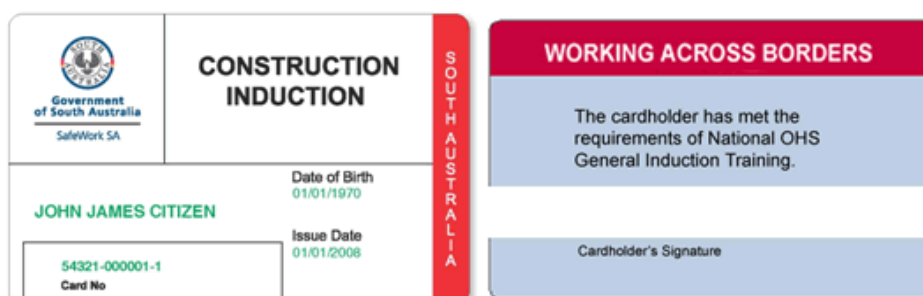 SOUTH AUSTRALIA
Government
of South Australia
SafeWork SA
CONSTRUCTION
INDUCTION
Date of Birth
01/01/1970
JOHN JAMES CITIZEN
Issue Date
01/01/2008
54321-000001-1
Card No
SOUTH AUSTRALIA
WORKING ACROSS BORDERS
The cardholder has met the
requirements of National OHS
General Induction Training.
Cardholder's Signature